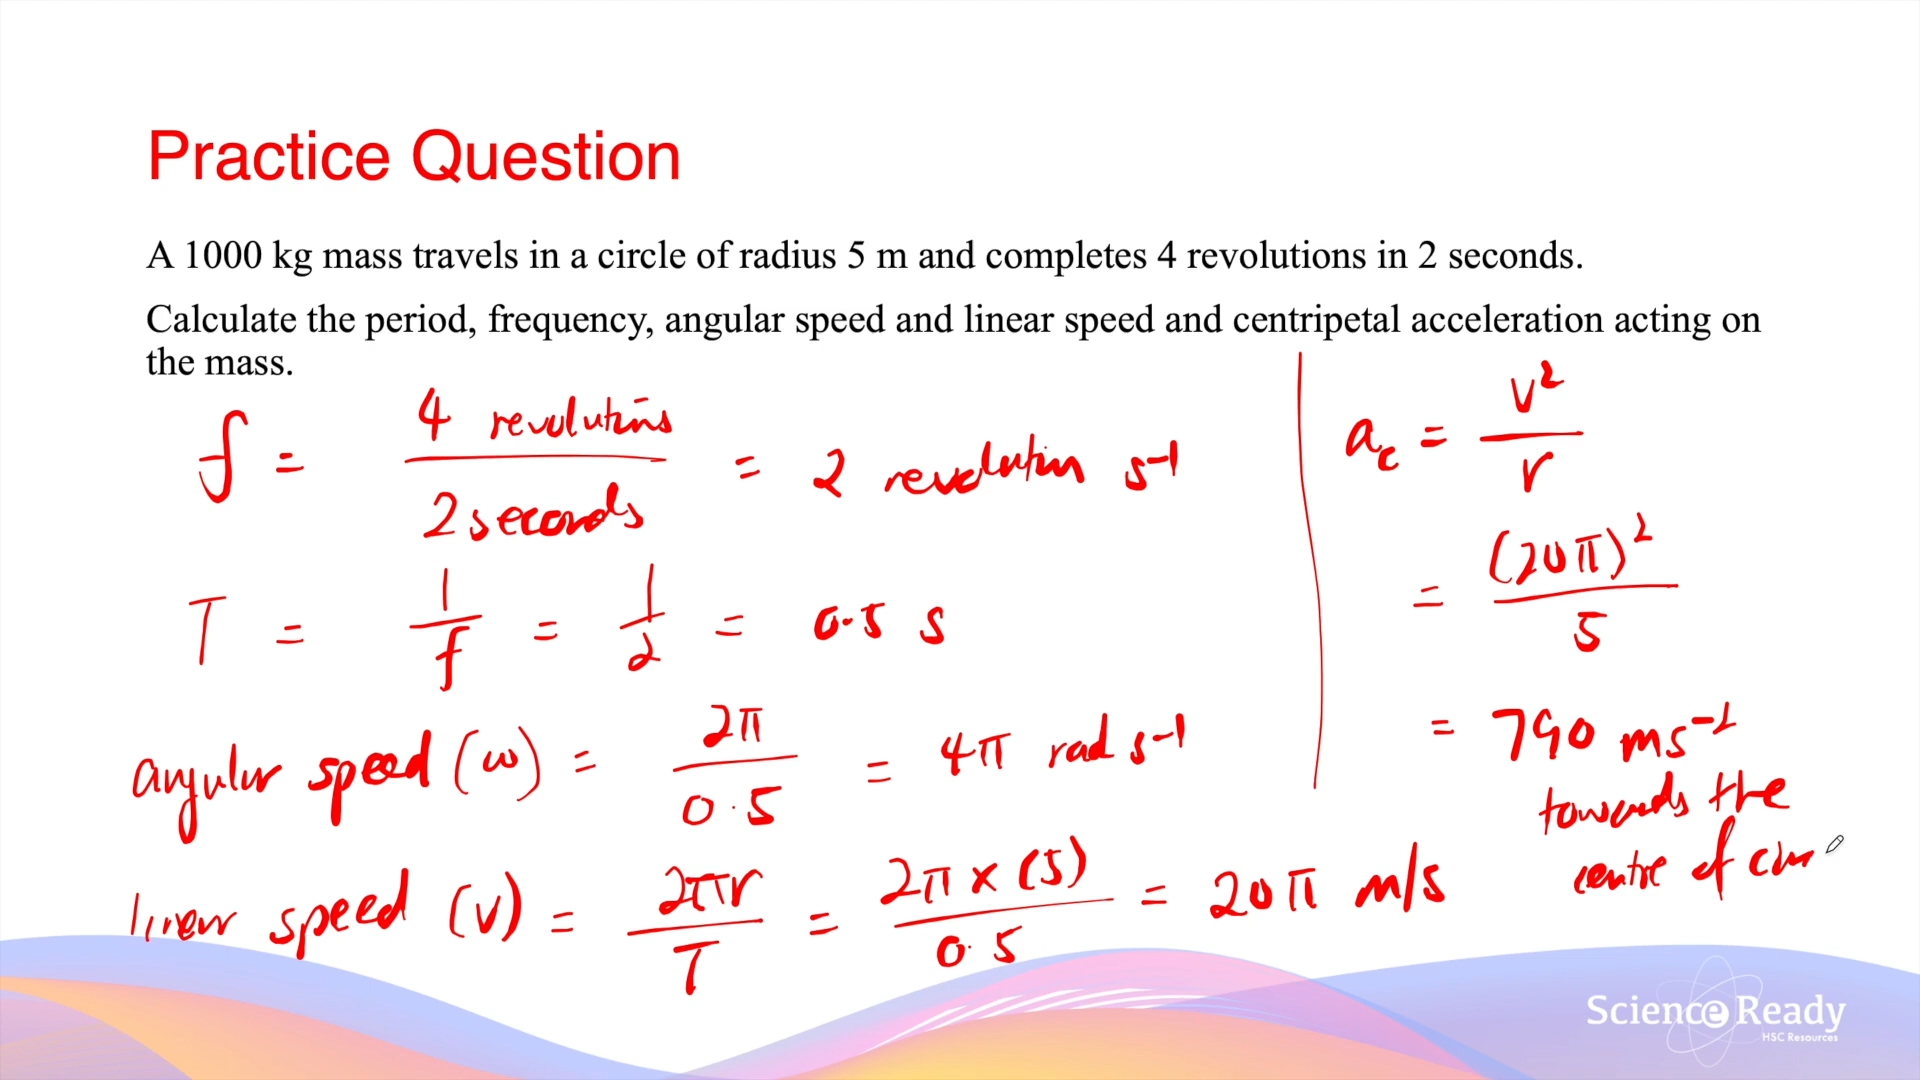 Practice Question
A 1000 kg mass travels in a circle of radius 5 m and completes 4 revolutions in 2 seconds.
Calculate the period, frequency, angular speed and linear speed and centripetal acceleration acting on
the mass.
f = 4 revolutions / 2 seconds = 2 revolution s⁻¹
T = 1/f = 1/2 = 0.5 s
angular speed (ω) = 2π / 0.5 = 4π rad s⁻¹
linear speed (v) = 2πr / T = 2π × (5) / 0.5 = 20π m/s
a_c = v² / r
= (20π)² / 5
= 790 ms⁻²
towards the
centre of
Science Ready
HSC Resources